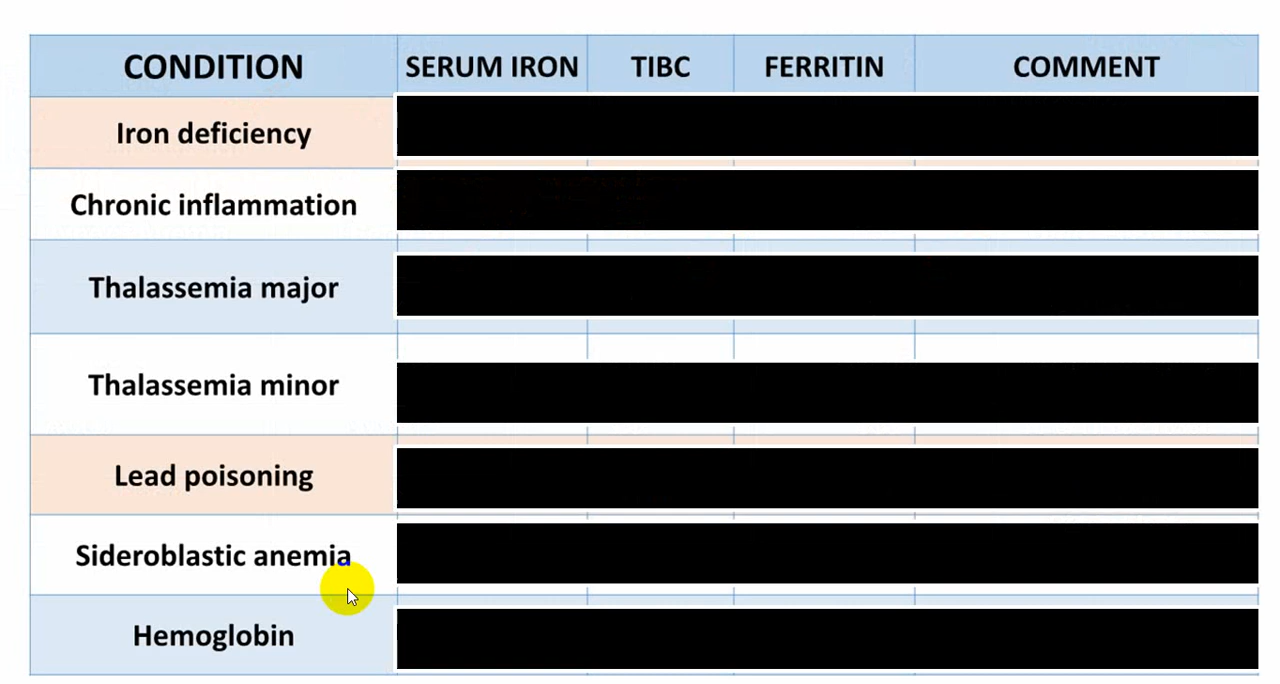 CONDITION SERUM IRON TIBC FERRITIN COMMENT
Iron deficiency
Chronic inflammation
Thalassemia major
Thalassemia minor
Lead poisoning
Sideroblastic anemia
Hemoglobin